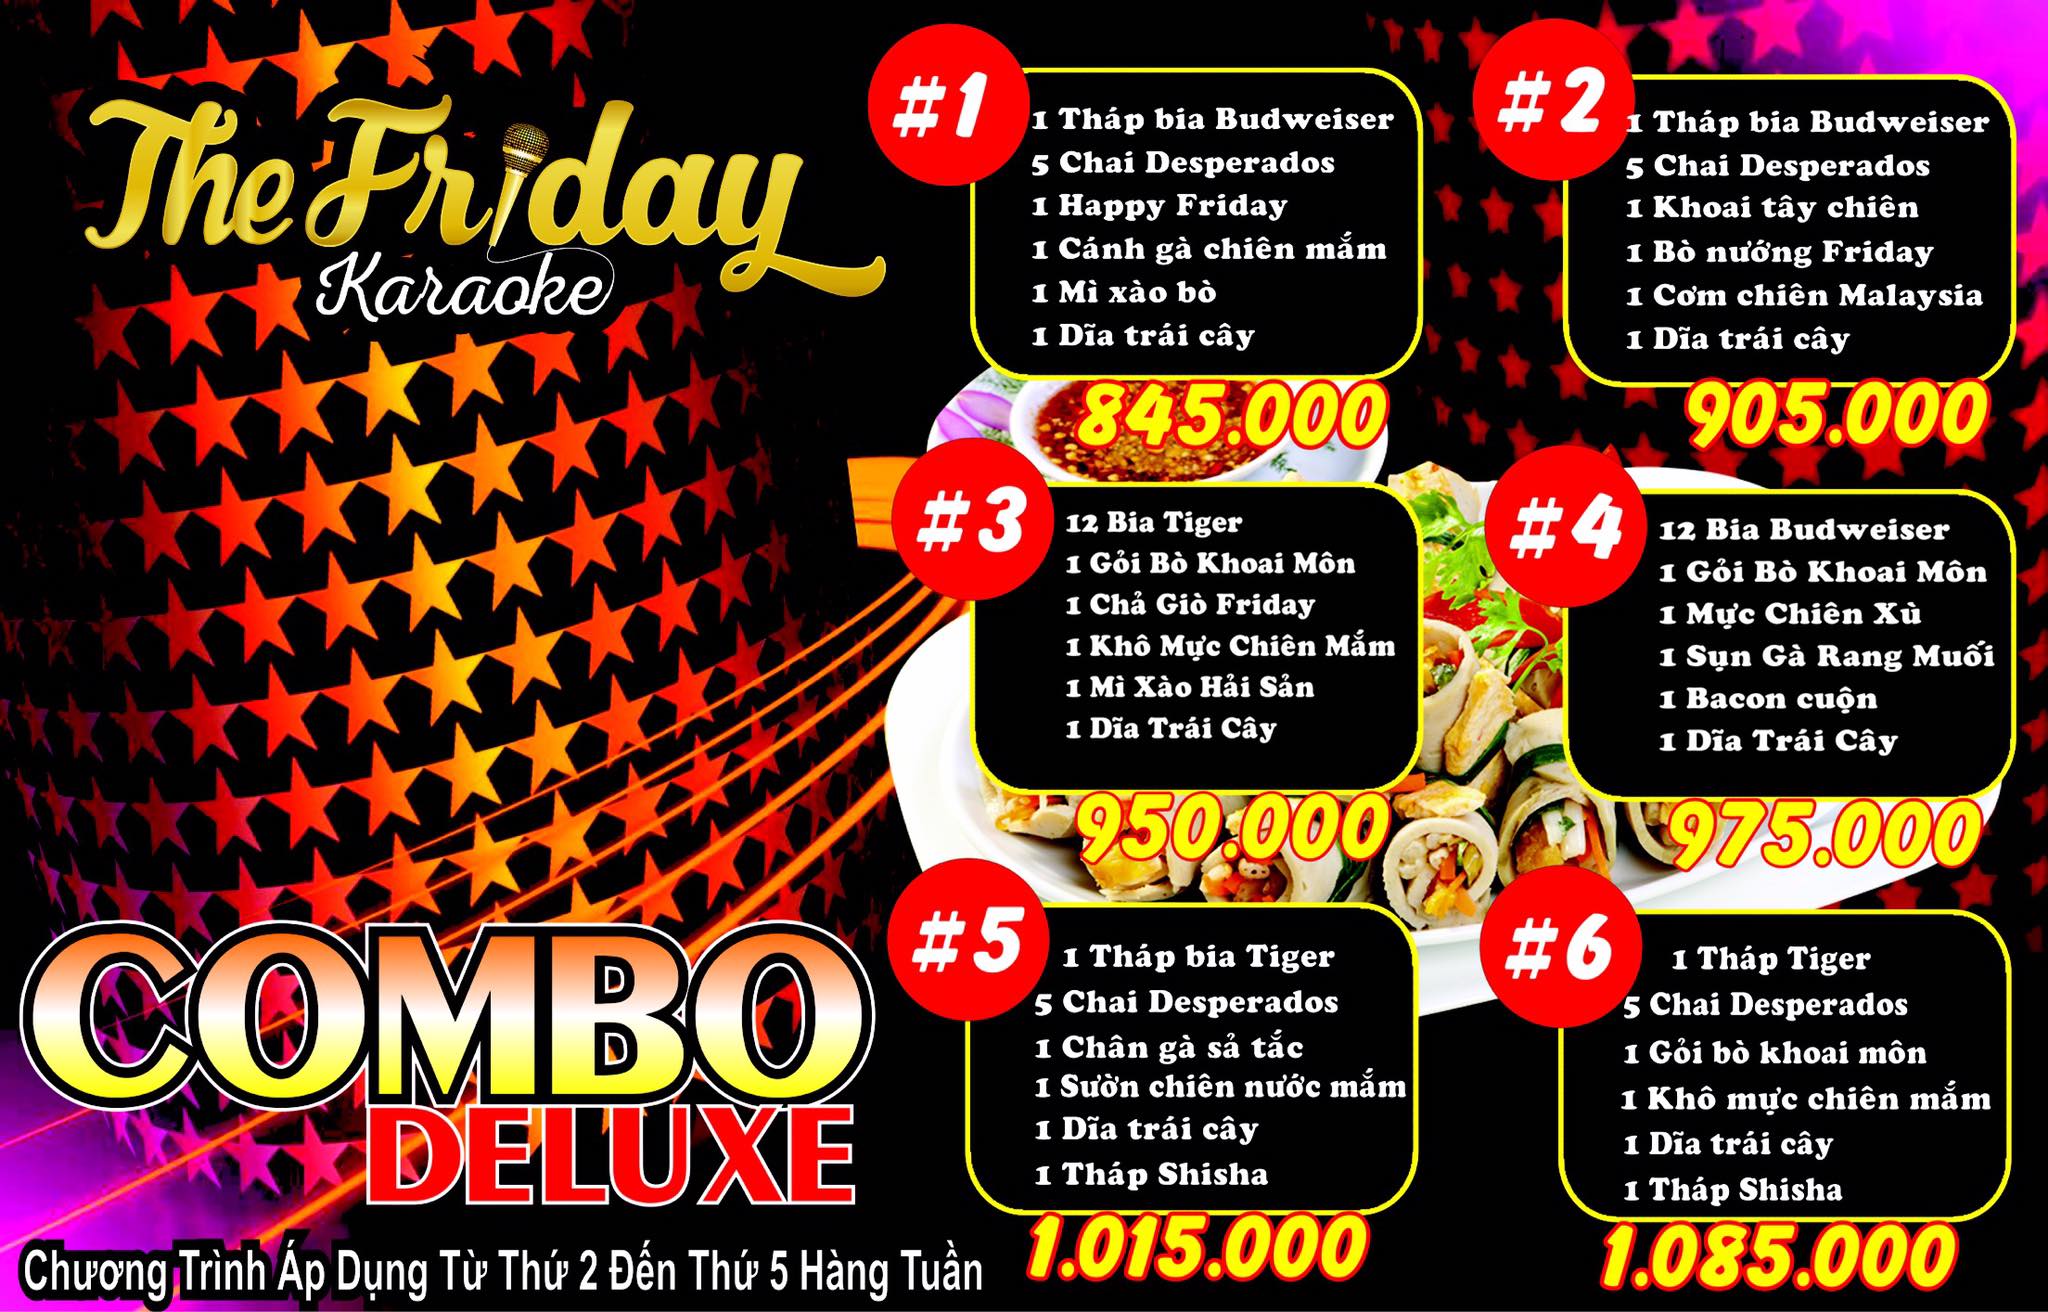 The Friday
Karaoke
#1
1 Tháp bia Budweiser
5 Chai Desperados
1 Happy Friday
1 Cánh gà chiên mắm
1 Mì xào bò
1 Dĩa trái cây
845.000
#2
1 Tháp bia Budweiser
5 Chai Desperados
1 Khoai tây chiên
1 Bò nướng Friday
1 Cơm chiên Malaysia
1 Dĩa trái cây
905.000
#3
12 Bia Tiger
1 Gỏi Bò Khoai Môn
1 Chả Giò Friday
1 Khô Mực Chiên Mắm
1 Mì Xào Hải Sản
1 Dĩa Trái Cây
950.000
#4
12 Bia Budweiser
1 Gỏi Bò Khoai Môn
1 Mực Chiên Xù
1 Sụn Gà Rang Muối
1 Bacon cuộn
1 Dĩa Trái Cây
975.000
#5
1 Tháp bia Tiger
5 Chai Desperados
1 Chân gà sả tắc
1 Sườn chiên nước mắm
1 Dĩa trái cây
1 Tháp Shisha
1.015.000
#6
1 Tháp Tiger
5 Chai Desperados
1 Gỏi bò khoai môn
1 Khô mực chiên mắm
1 Dĩa trái cây
1 Tháp Shisha
1.085.000
COMBO
DELUXE
Chương Trình Áp Dụng Từ Thứ 2 Đến Thứ 5 Hàng Tuần